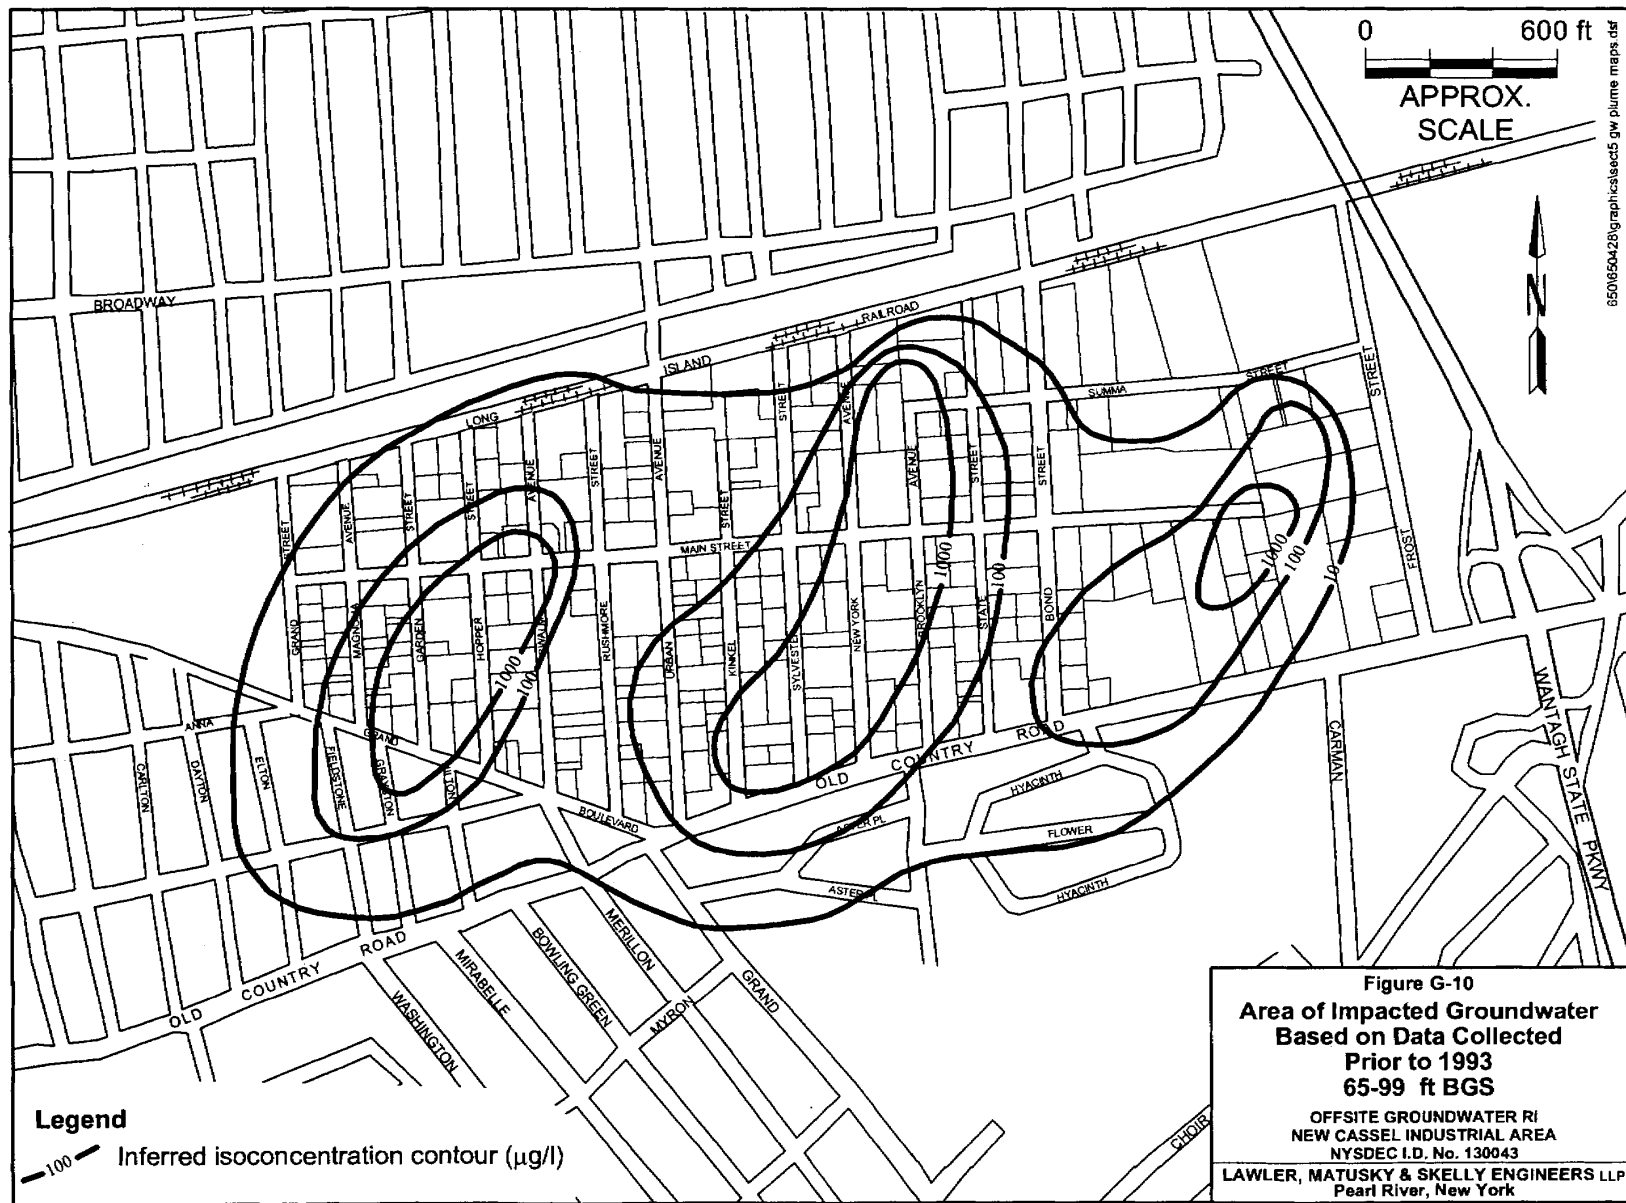 0 600 ft
APPROX.
SCALE
650\650428\graphics\sect5 gw plume maps.dsf
N
BROADWAY
LONG
ISLAND
RAILROAD
SUMMA
STREET
STREET
STREET
AVENUE
STREET
STREET
AVENUE
STREET
AVENUE
STREET
STREET
AVENUE
AVENUE
STREET
STREET
MAIN STREET
GRAND
MAGNOLIA
GARDEN
HOPPER
SWALM
RUSHMORE
URBAN
KINKEL
SYLVESTER
NEW YORK
BROOKLYN
STATE
BOND
FROST
1000
100
1000
100
1000
100
10
ANNA
GRAND
BOULEVARD
CARLTON
DAYTON
ELTON
FIELDSTONE
OLD COUNTRY ROAD
HYACINTH
FLOWER
HYACINTH
ASTER PL
CARMAN
WANTAGH STATE PKWY
OLD COUNTRY ROAD
WASHINGTON
MIRABELLE
BOWLING GREEN
MERILLON
MYRON
GRAND
CHOIR
Legend
100 Inferred isoconcentration contour (µg/l)
Figure G-10
Area of Impacted Groundwater
Based on Data Collected
Prior to 1993
65-99 ft BGS
OFFSITE GROUNDWATER RI
NEW CASSEL INDUSTRIAL AREA
NYSDEC I.D. No. 130043
LAWLER, MATUSKY & SKELLY ENGINEERS LLP
Pearl River, New York